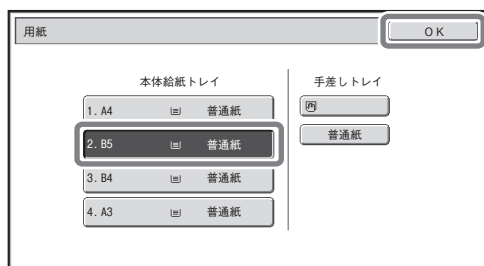 用紙
OK
本体給紙トレイ
1. A4 普通紙
2. B5 普通紙
3. B4 普通紙
4. A3 普通紙
手差しトレイ
普通紙